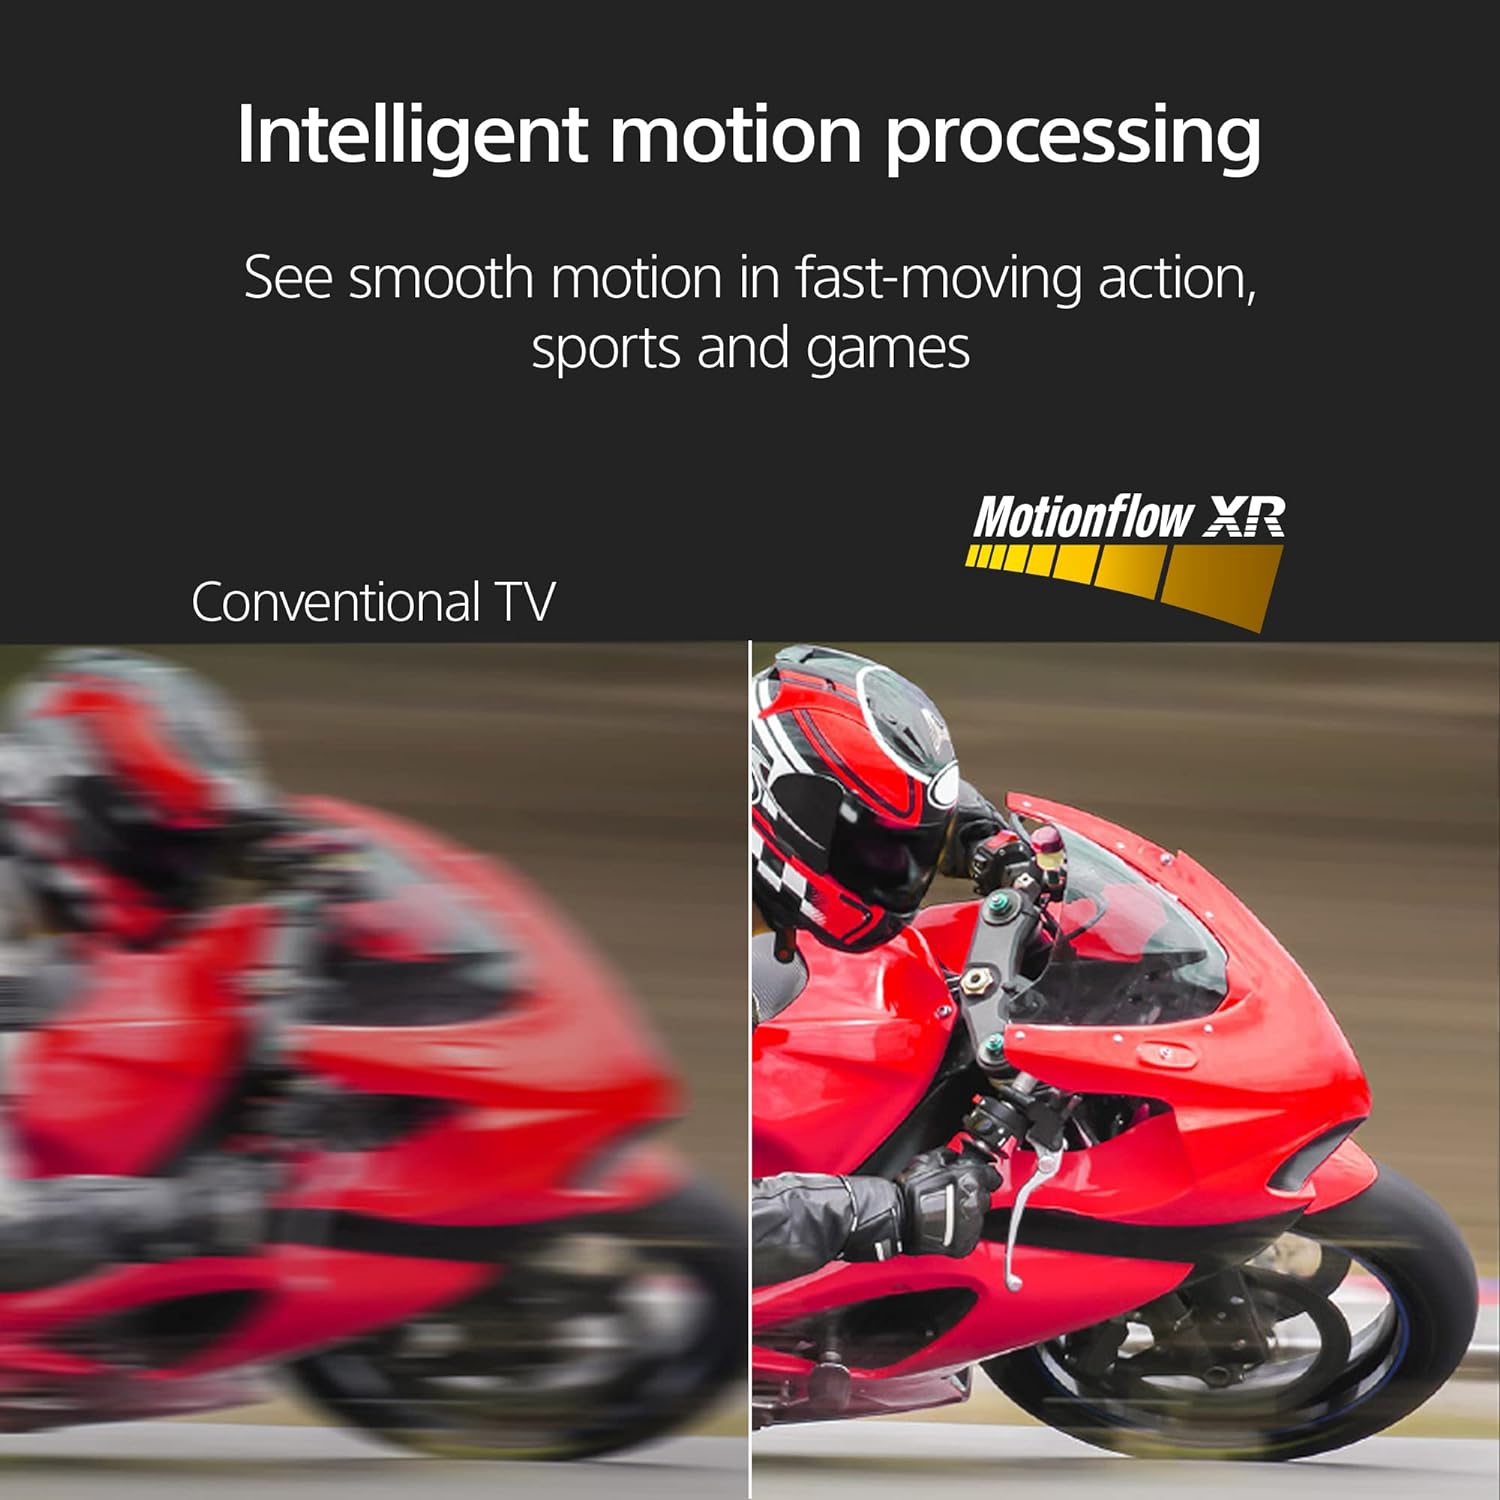 Intelligent motion processing
See smooth motion in fast-moving action,
sports and games
Motionflow XR
Conventional TV